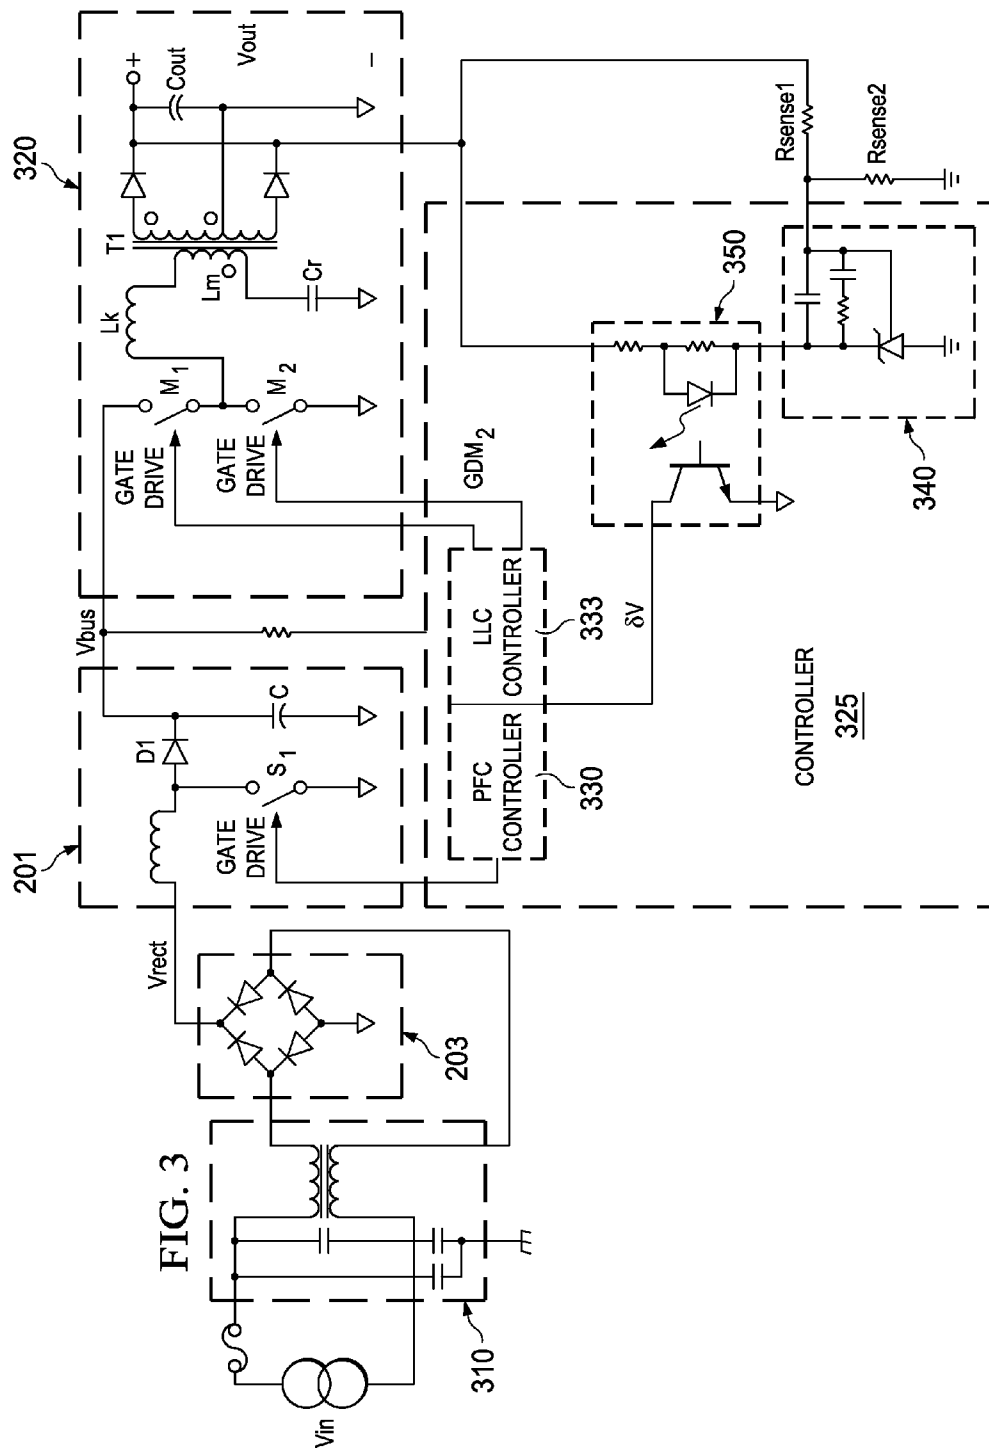 FIG. 3
Vin
310
203
Vrect
201
D1
C
S1
GATE
DRIVE
Vbus
320
GATE
DRIVE
M1
GATE
DRIVE
M2
Lk
Lm
T1
Cr
Cout
+
Vout
−
GDM2
PFC
CONTROLLER
330
LLC
CONTROLLER
333
δV
350
340
Rsense1
Rsense2
CONTROLLER
325